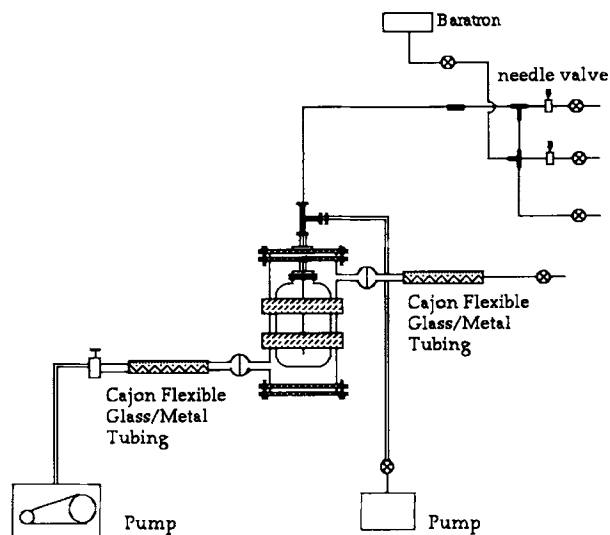 Baratron
needle valve
Cajon Flexible
Glass/Metal
Tubing
Cajon Flexible
Glass/Metal
Tubing
Pump
Pump